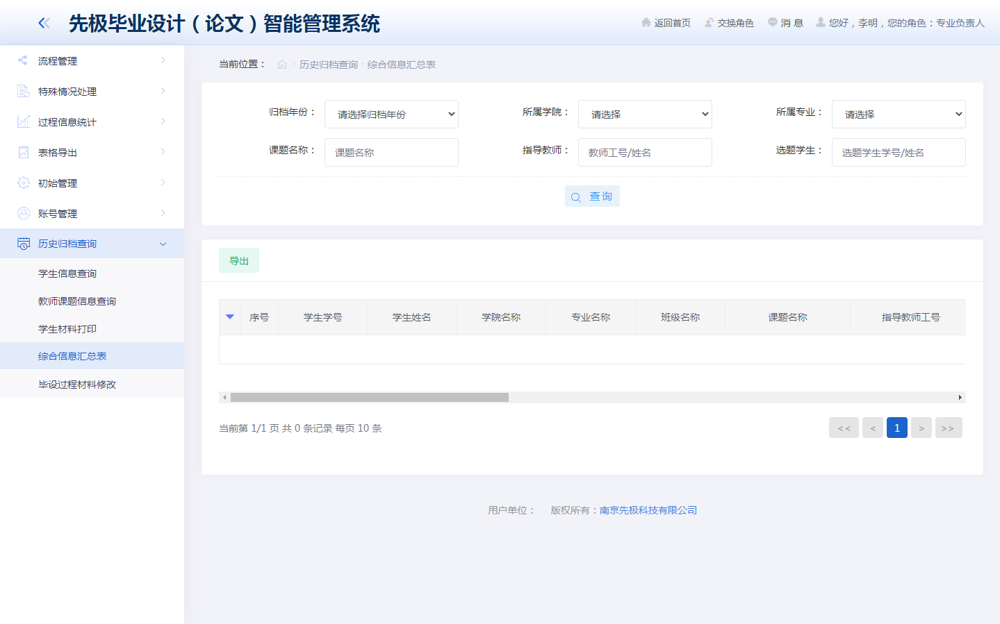 先极毕业设计（论文）智能管理系统
返回首页 交换角色 消 息 您好，李明，您的角色：专业负责人
流程管理
特殊情况处理
过程信息统计
表格导出
初始管理
账号管理
历史归档查询
学生信息查询
教师课题信息查询
学生材料打印
综合信息汇总表
毕设过程材料修改
当前位置： 历史归档查询 综合信息汇总表
归档年份： 请选择归档年份 所属学院： 请选择 所属专业： 请选择
课题名称： 课题名称 指导教师： 教师工号/姓名 选题学生： 选题学生学号/姓名
查询
导出
序号 学生学号 学生姓名 学院名称 专业名称 班级名称 课题名称 指导教师工号
当前第 1/1 页 共 0 条记录 每页 10 条 << < 1 > >>
用户单位： 版权所有：南京先极科技有限公司